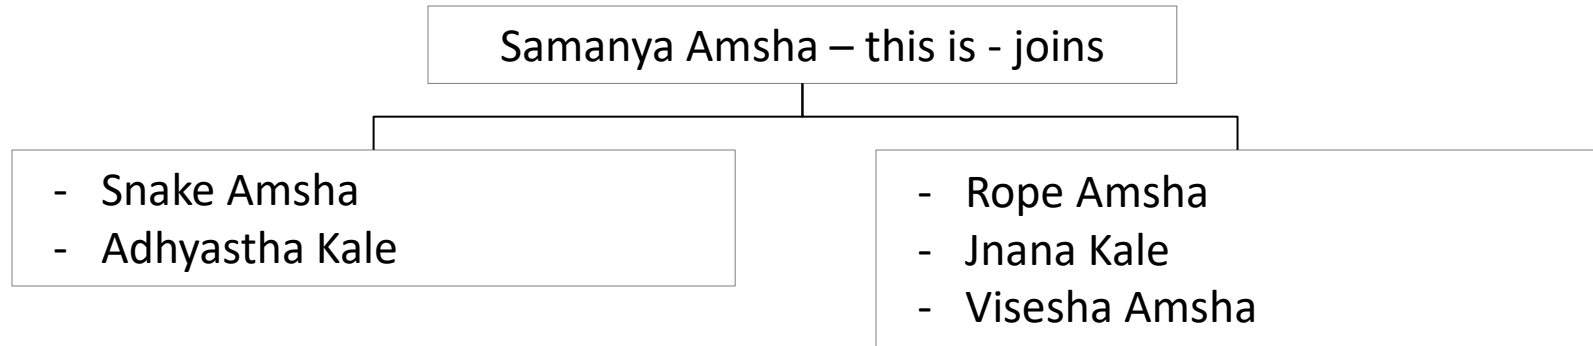 Samanya Amsha – this is - joins
- Snake Amsha
- Adhyastha Kale
- Rope Amsha
- Jnana Kale
- Visesha Amsha